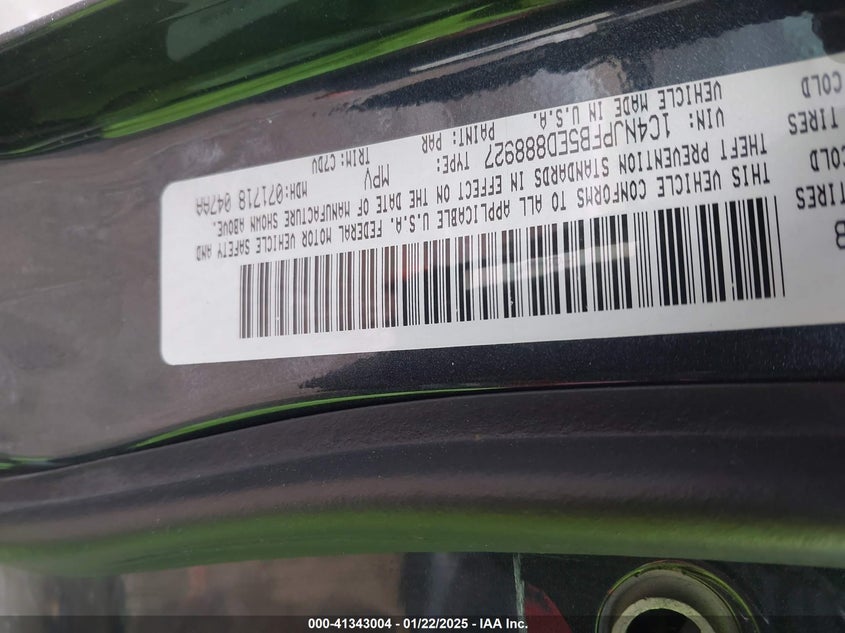 TIRES COLD
TIRES COLD
THIS VEHICLE CONFORMS TO ALL APPLICABLE U.S.A. FEDERAL MOTOR VEHICLE SAFETY AND
THEFT PREVENTION STANDARDS IN EFFECT ON THE DATE OF MANUFACTURE SHOWN ABOVE.
VIN: 1C4NJPFB5ED888927 TYPE: MPV MDH:071718 047AA
VEHICLE MADE IN U.S.A. PAINT: PAR TRIM: C7DV
000-41343004 — 01/22/2025 — IAA Inc.